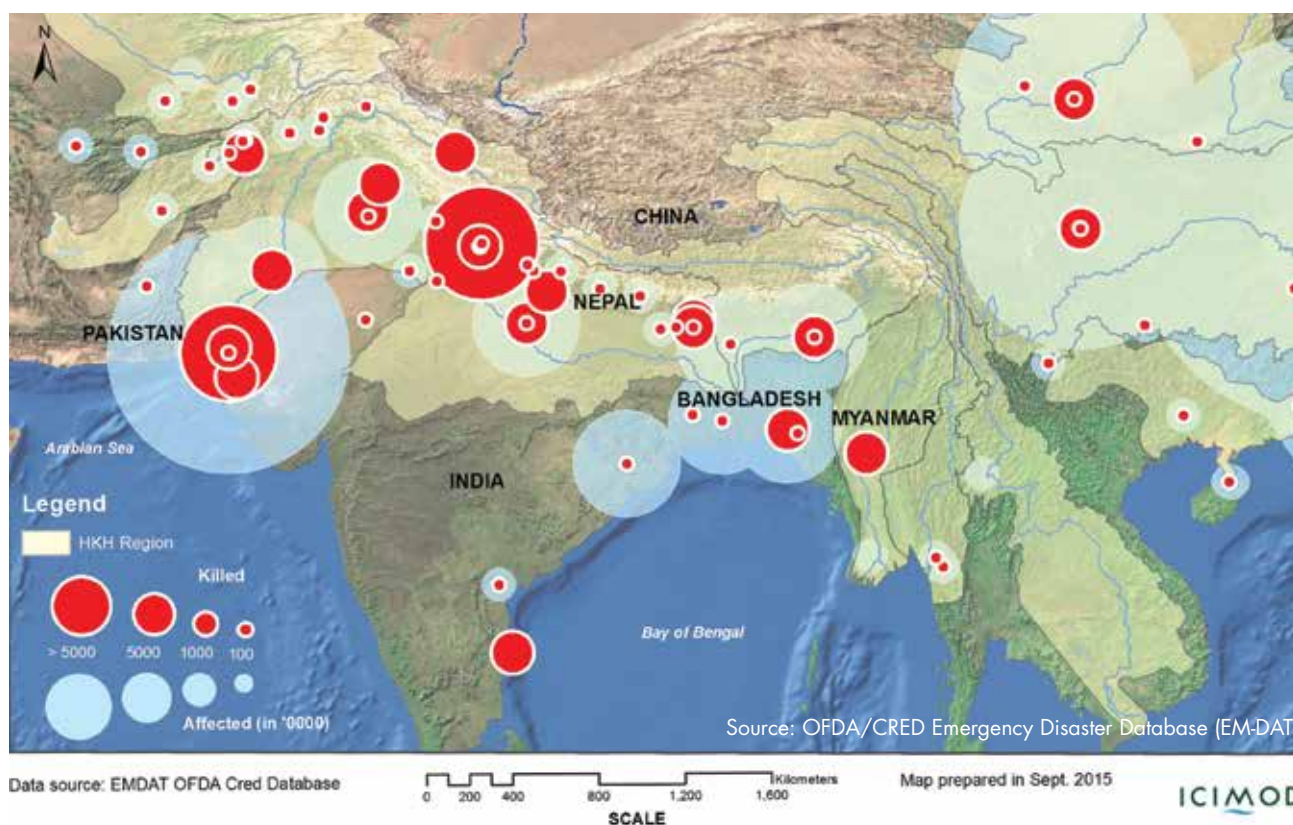 N
CHINA
NEPAL
PAKISTAN
BANGLADESH
MYANMAR
Arabian Sea
INDIA
Legend
HKH Region
Killed
> 5000 5000 1000 100
Affected (in '0000)
Bay of Bengal
Source: OFDA/CRED Emergency Disaster Database (EM-DAT
Data source: EMDAT OFDA Cred Database
Kilometers
0 200 400 800 1,200 1,600
SCALE
Map prepared in Sept. 2015
ICIMOD